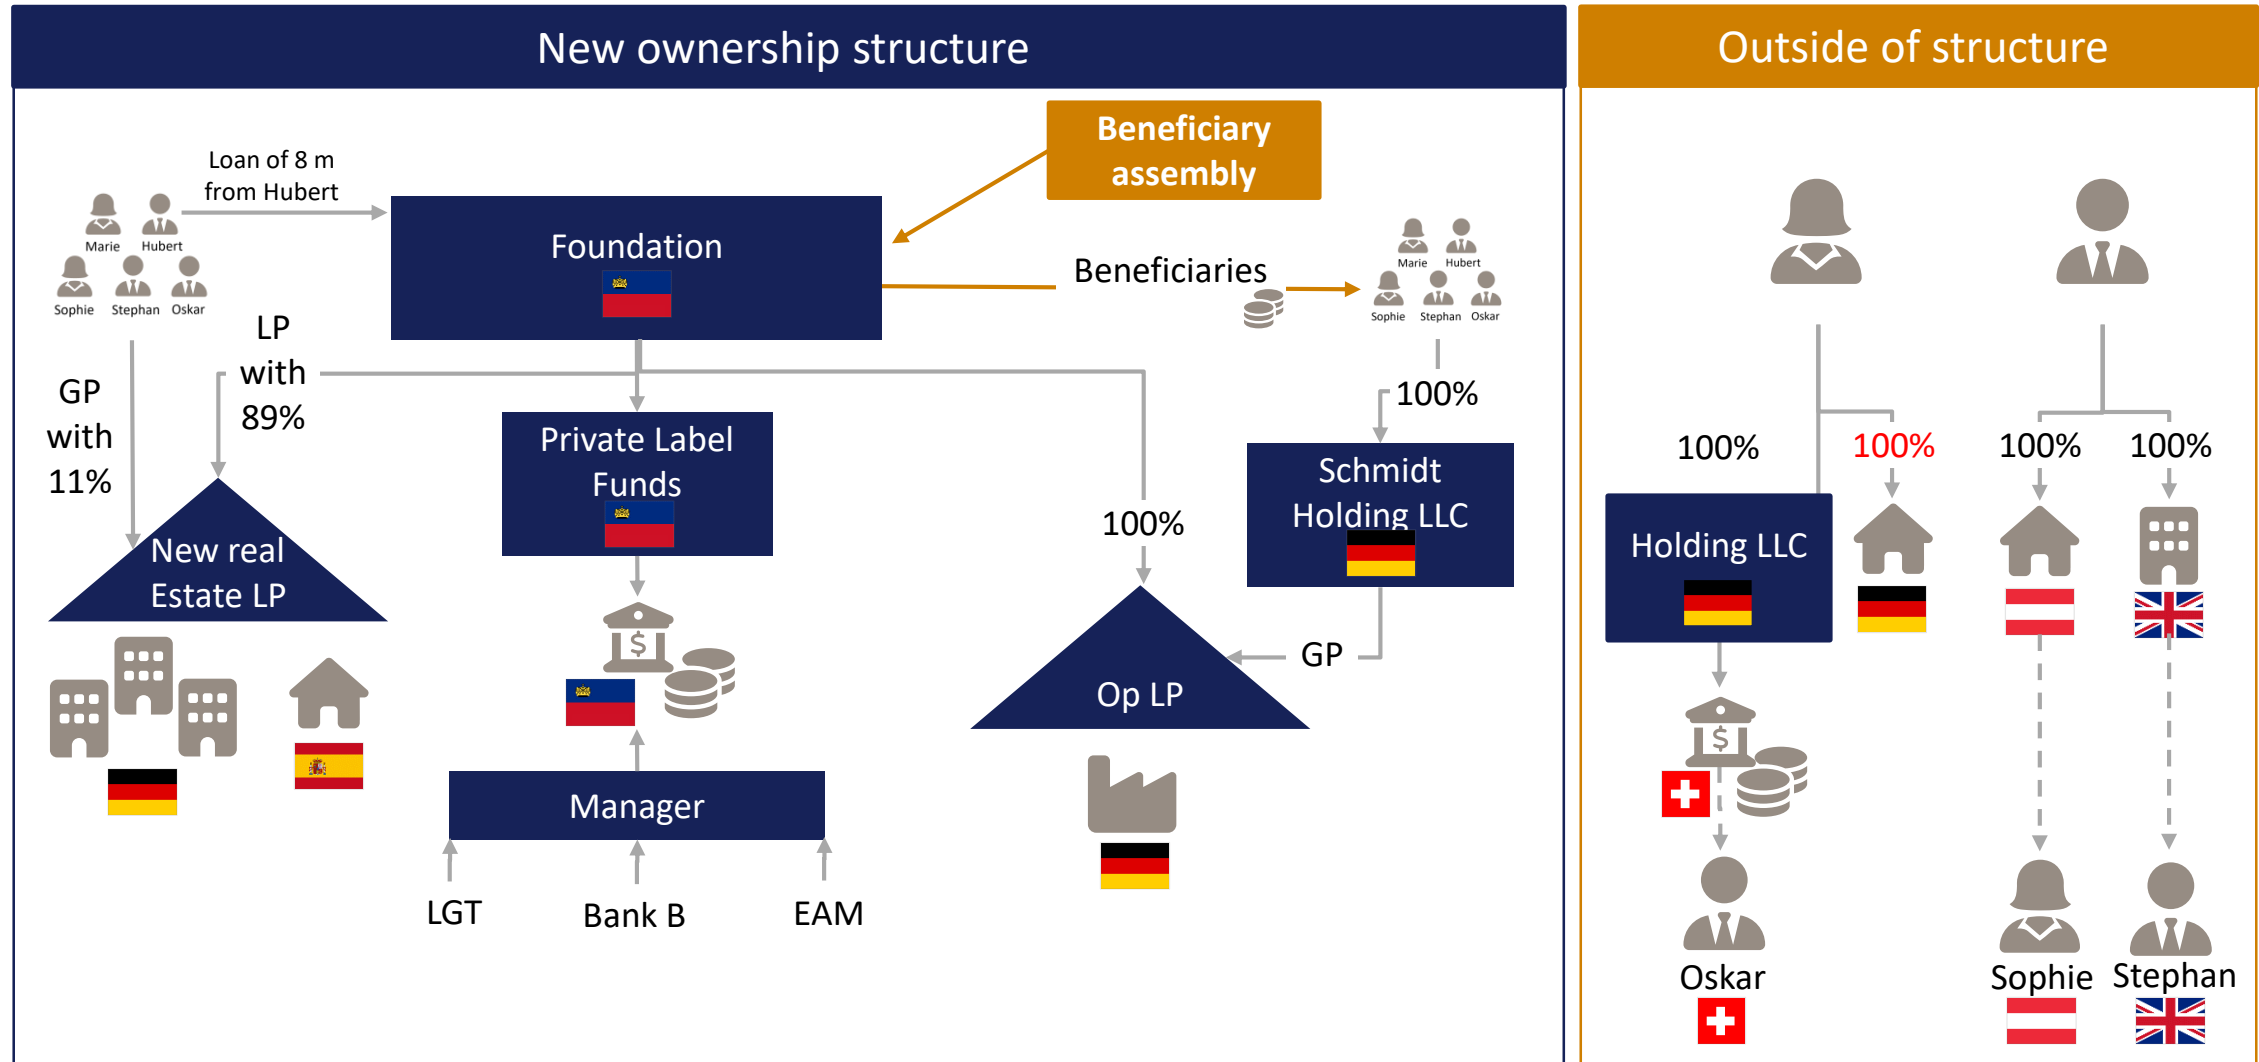 New ownership structure
Outside of structure
Loan of 8 m
from Hubert
Beneficiary
assembly
Marie
Hubert
Sophie
Stephan
Oskar
Foundation
Beneficiaries
Marie
Hubert
Sophie
Stephan
Oskar
GP
with
11%
LP
with
89%
Private Label
Funds
100%
100%
Schmidt
Holding LLC
New real
Estate LP
GP
Op LP
Manager
LGT
Bank B
EAM
100%
100%
100%
100%
Holding LLC
Oskar
Sophie
Stephan